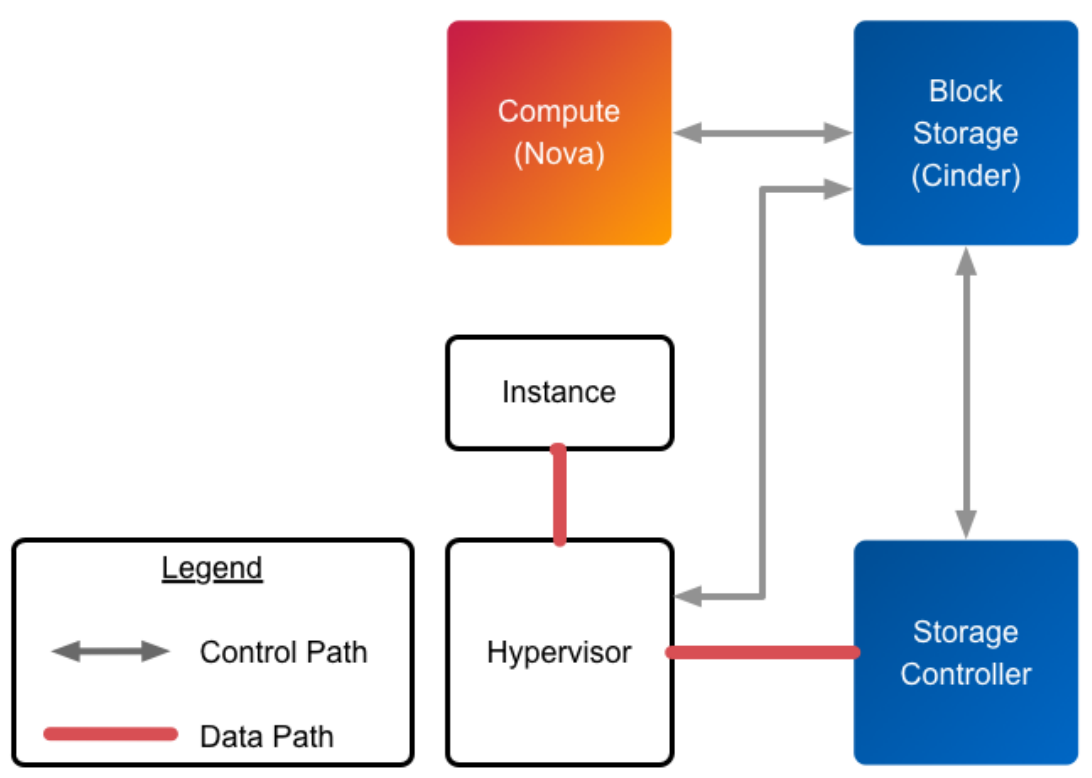 Compute
(Nova)
Block
Storage
(Cinder)
Instance
Legend
Control Path
Data Path
Hypervisor
Storage
Controller